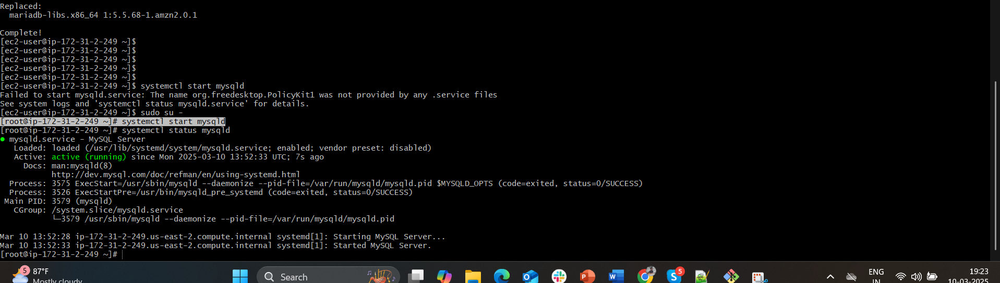 Replaced:
  mariadb-libs.x86_64 1:5.5.68-1.amzn2.0.1

Complete!
[ec2-user@ip-172-31-2-249 ~]$
[ec2-user@ip-172-31-2-249 ~]$
[ec2-user@ip-172-31-2-249 ~]$
[ec2-user@ip-172-31-2-249 ~]$
[ec2-user@ip-172-31-2-249 ~]$
[ec2-user@ip-172-31-2-249 ~]$ systemctl start mysqld
Failed to start mysqld.service: The name org.freedesktop.PolicyKit1 was not provided by any .service files
See system logs and 'systemctl status mysqld.service' for details.
[ec2-user@ip-172-31-2-249 ~]$ sudo su -
[root@ip-172-31-2-249 ~]# systemctl start mysqld
[root@ip-172-31-2-249 ~]# systemctl status mysqld
● mysqld.service - MySQL Server
   Loaded: loaded (/usr/lib/systemd/system/mysqld.service; enabled; vendor preset: disabled)
   Active: active (running) since Mon 2025-03-10 13:52:33 UTC; 7s ago
     Docs: man:mysqld(8)
           http://dev.mysql.com/doc/refman/en/using-systemd.html
  Process: 3575 ExecStart=/usr/sbin/mysqld --daemonize --pid-file=/var/run/mysqld/mysqld.pid $MYSQLD_OPTS (code=exited, status=0/SUCCESS)
  Process: 3526 ExecStartPre=/usr/bin/mysqld_pre_systemd (code=exited, status=0/SUCCESS)
 Main PID: 3579 (mysqld)
   CGroup: /system.slice/mysqld.service
           └─3579 /usr/sbin/mysqld --daemonize --pid-file=/var/run/mysqld/mysqld.pid

Mar 10 13:52:28 ip-172-31-2-249.us-east-2.compute.internal systemd[1]: Starting MySQL Server...
Mar 10 13:52:33 ip-172-31-2-249.us-east-2.compute.internal systemd[1]: Started MySQL Server.
[root@ip-172-31-2-249 ~]#
5
87°F
Mostly cloudy
Search
5
ENG
IN
19:23
10-03-2025